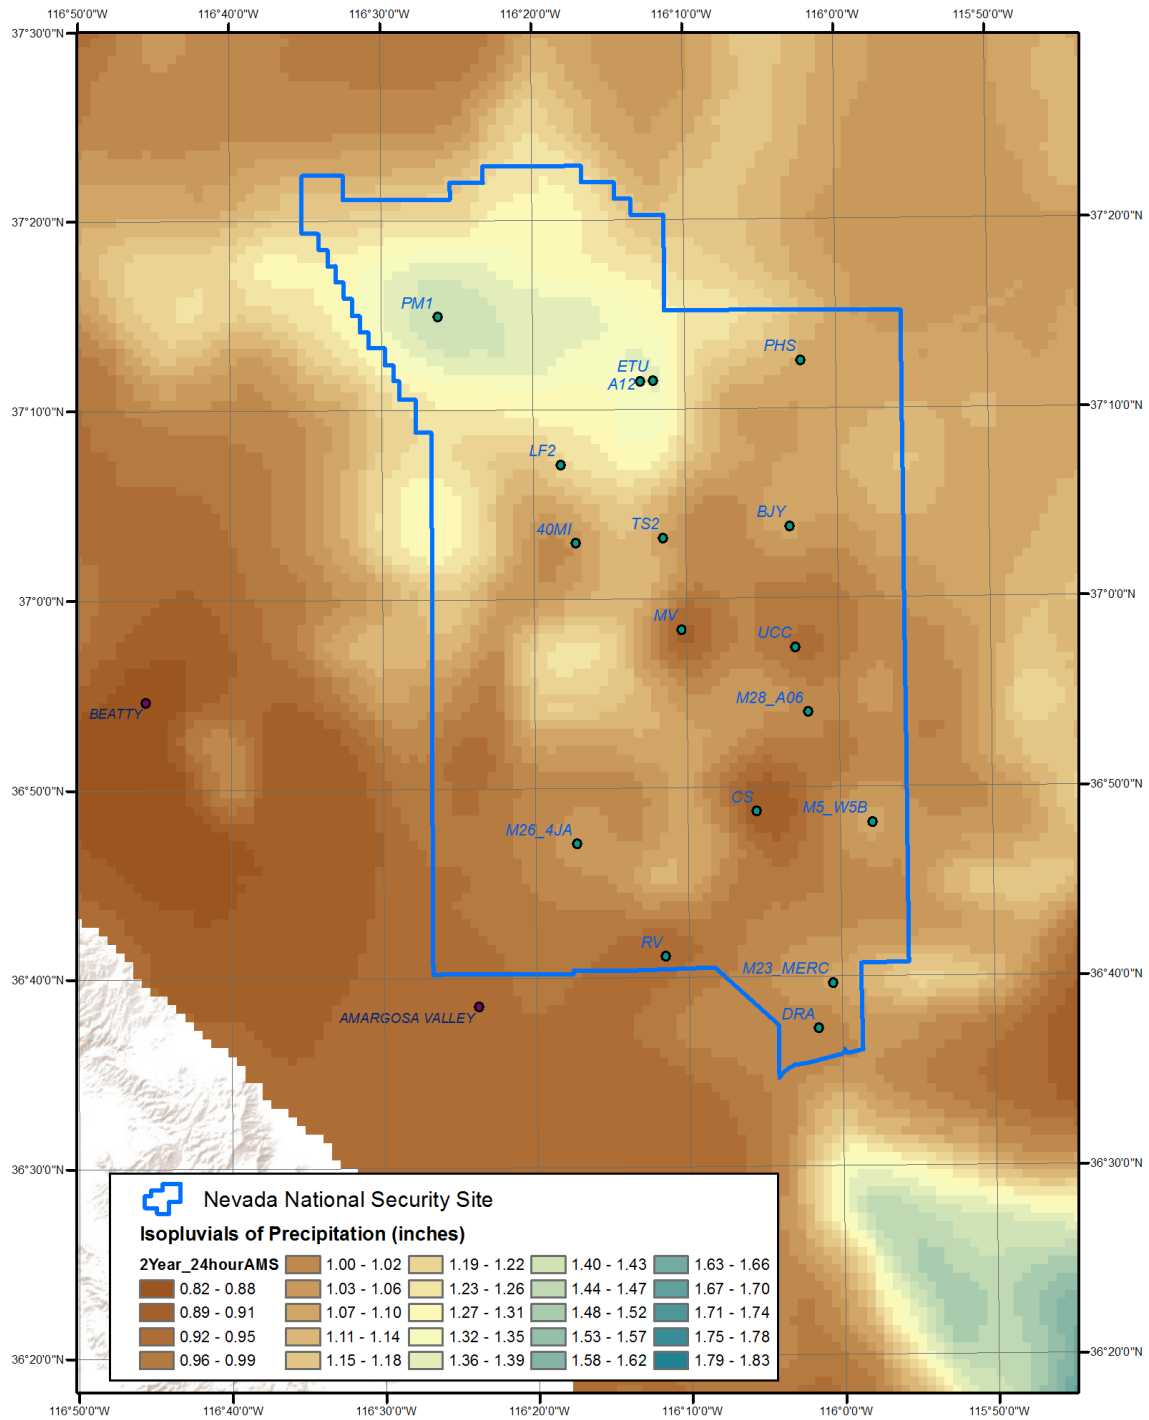 116°50'0"W 116°40'0"W 116°30'0"W 116°20'0"W 116°10'0"W 116°0'0"W 115°50'0"W
37°30'0"N
37°20'0"N 37°20'0"N
PM1
PHS
ETU
A12
37°10'0"N 37°10'0"N
LF2
BJY
TS2
40MI
37°0'0"N 37°0'0"N
MV
UCC
M28_A06
BEATTY
36°50'0"N 36°50'0"N
CS
M5_W5B
M26_4JA
RV
M23_MERC
36°40'0"N 36°40'0"N
DRA
AMARGOSA VALLEY
36°30'0"N 36°30'0"N
Nevada National Security Site
Isopluvials of Precipitation (inches)
2Year_24hourAMS 1.00 - 1.02 1.19 - 1.22 1.40 - 1.43 1.63 - 1.66
0.82 - 0.88 1.03 - 1.06 1.23 - 1.26 1.44 - 1.47 1.67 - 1.70
0.89 - 0.91 1.07 - 1.10 1.27 - 1.31 1.48 - 1.52 1.71 - 1.74
0.92 - 0.95 1.11 - 1.14 1.32 - 1.35 1.53 - 1.57 1.75 - 1.78
0.96 - 0.99 1.15 - 1.18 1.36 - 1.39 1.58 - 1.62 1.79 - 1.83
36°20'0"N 36°20'0"N
116°50'0"W 116°40'0"W 116°30'0"W 116°20'0"W 116°10'0"W 116°0'0"W 115°50'0"W